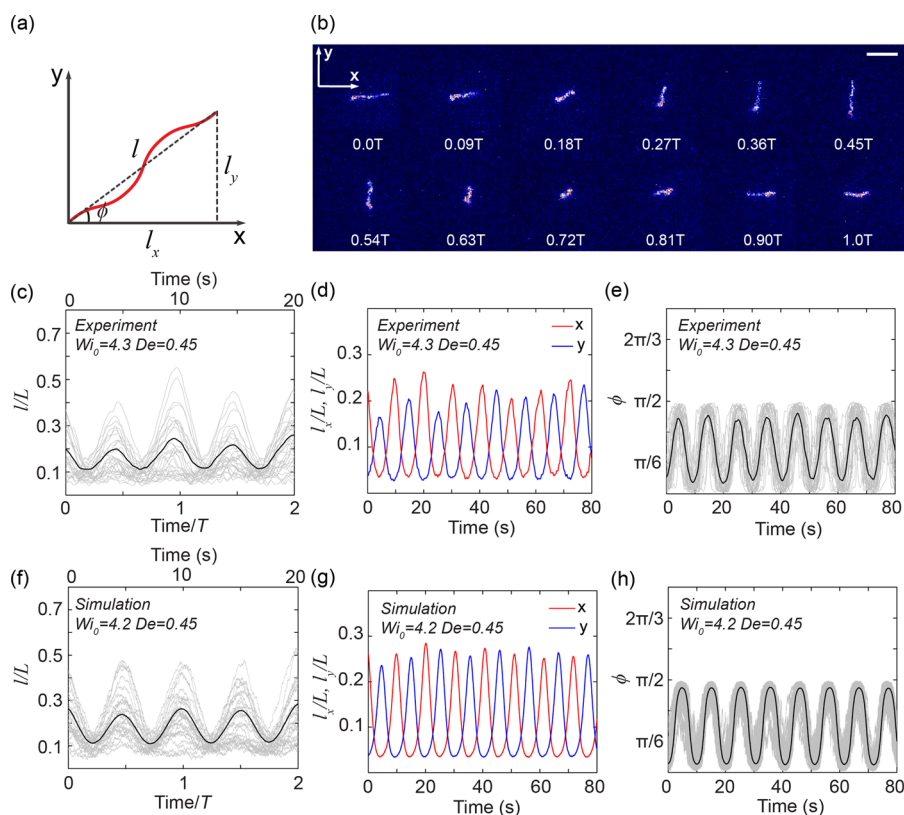 (a)
y
l
l_y
ϕ
l_x
x
(b)
y
x
0.0T 0.09T 0.18T 0.27T 0.36T 0.45T
0.54T 0.63T 0.72T 0.81T 0.90T 1.0T
(c)
Time (s)
0 10 20
Experiment
Wi₀=4.3 De=0.45
0.7
0.5
0.3
0.1
l/L
0 1 2
Time/T
(d)
Experiment
Wi₀=4.3 De=0.45
x
y
0.3
0.2
0.1
l_x/L, l_y/L
0 20 40 60 80
Time (s)
(e)
Experiment
Wi₀=4.3 De=0.45
2π/3
π/2
π/6
ϕ
0 20 40 60 80
Time (s)
(f)
Time (s)
0 10 20
Simulation
Wi₀=4.2 De=0.45
0.7
0.5
0.3
0.1
l/L
0 1 2
Time/T
(g)
Simulation
Wi₀=4.2 De=0.45
x
y
0.3
0.2
0.1
l_x/L, l_y/L
0 20 40 60 80
Time (s)
(h)
Simulation
Wi₀=4.2 De=0.45
2π/3
π/2
π/6
ϕ
0 20 40 60 80
Time (s)